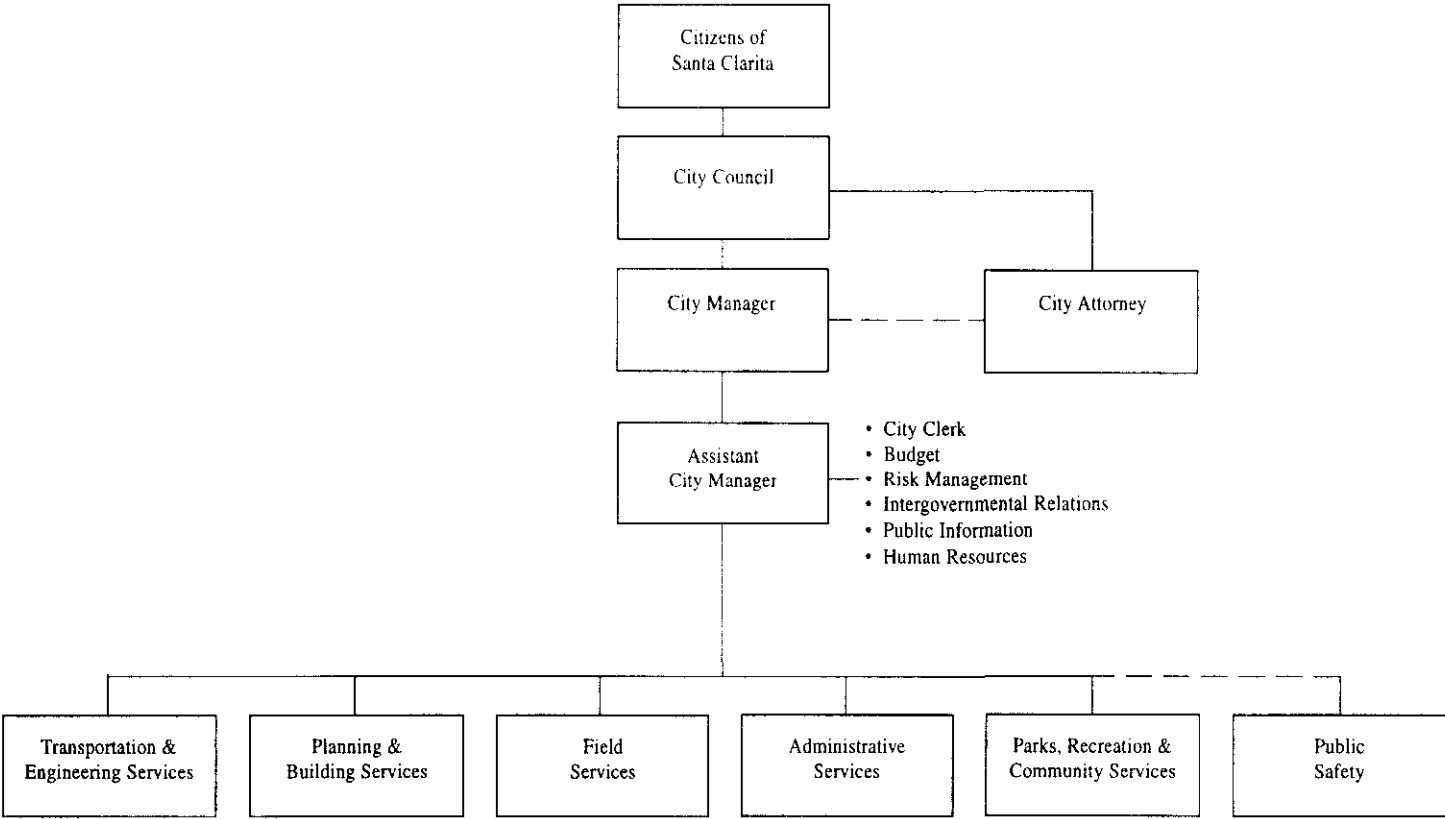 Citizens of
Santa Clarita
City Council
City Manager
City Attorney
Assistant
City Manager
• City Clerk
• Budget
• Risk Management
• Intergovernmental Relations
• Public Information
• Human Resources
Transportation &
Engineering Services
Planning &
Building Services
Field
Services
Administrative
Services
Parks, Recreation &
Community Services
Public
Safety